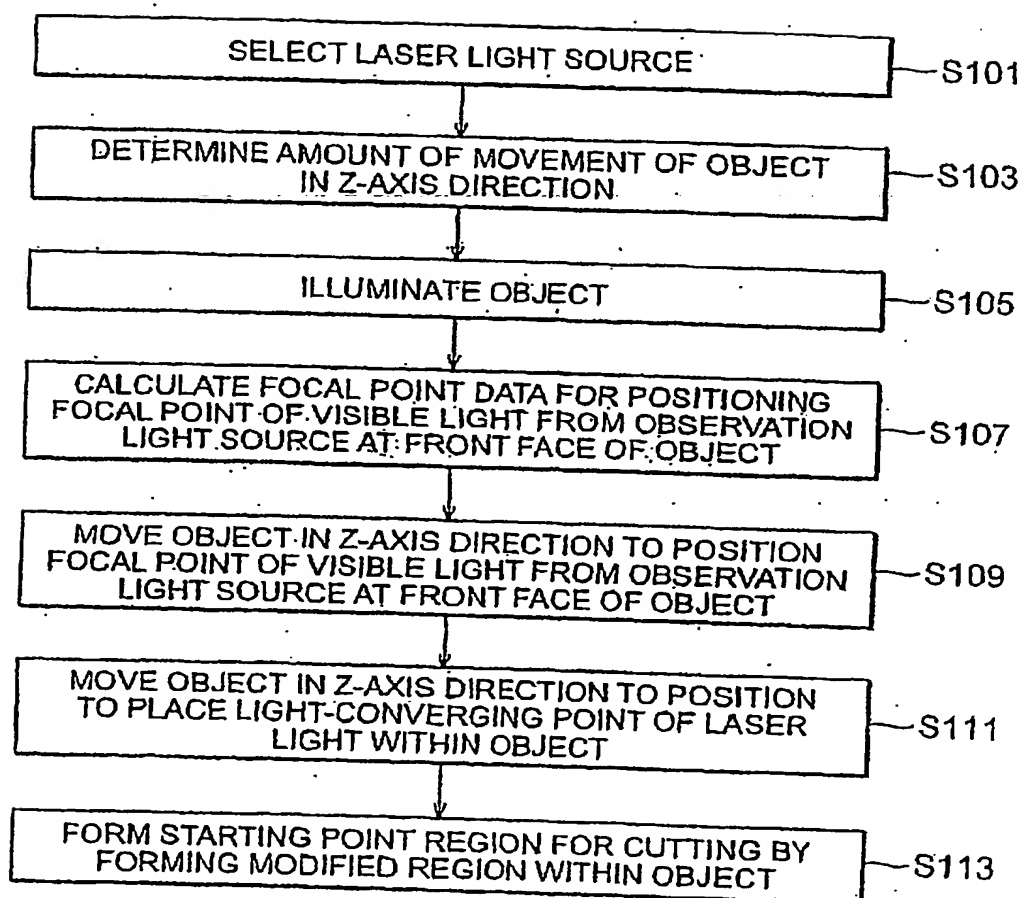 SELECT LASER LIGHT SOURCE
S101
DETERMINE AMOUNT OF MOVEMENT OF OBJECT
IN Z-AXIS DIRECTION
S103
ILLUMINATE OBJECT
S105
CALCULATE FOCAL POINT DATA FOR POSITIONING
FOCAL POINT OF VISIBLE LIGHT FROM OBSERVATION
LIGHT SOURCE AT FRONT FACE OF OBJECT
S107
MOVE OBJECT IN Z-AXIS DIRECTION TO POSITION
FOCAL POINT OF VISIBLE LIGHT FROM OBSERVATION
LIGHT SOURCE AT FRONT FACE OF OBJECT
S109
MOVE OBJECT IN Z-AXIS DIRECTION TO POSITION
TO PLACE LIGHT-CONVERGING POINT OF LASER
LIGHT WITHIN OBJECT
S111
FORM STARTING POINT REGION FOR CUTTING BY
FORMING MODIFIED REGION WITHIN OBJECT
S113